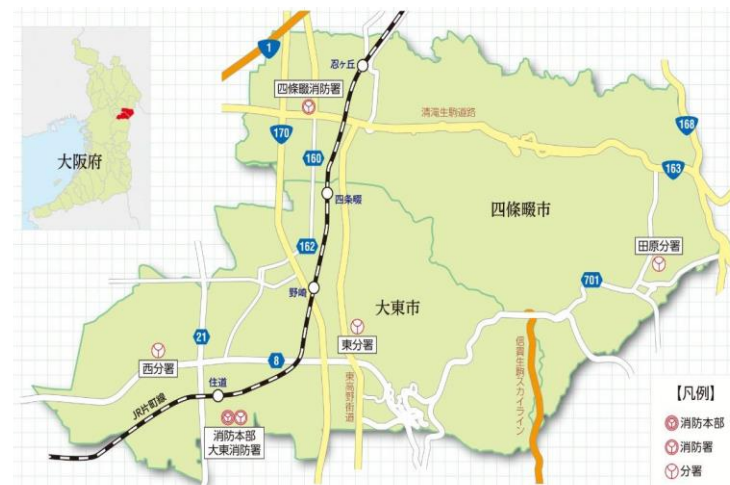 大阪府
1
忍ヶ丘
四條畷消防署
清滝生駒道路
170
168
160
163
四条畷
四條畷市
162
田原分署
野崎
701
大東市
21
東分署
西分署
8
信貴生駒スカイライン
東高野街道
住道
JR片町線
消防本部
大東消防署
【凡例】
消防本部
消防署
分署